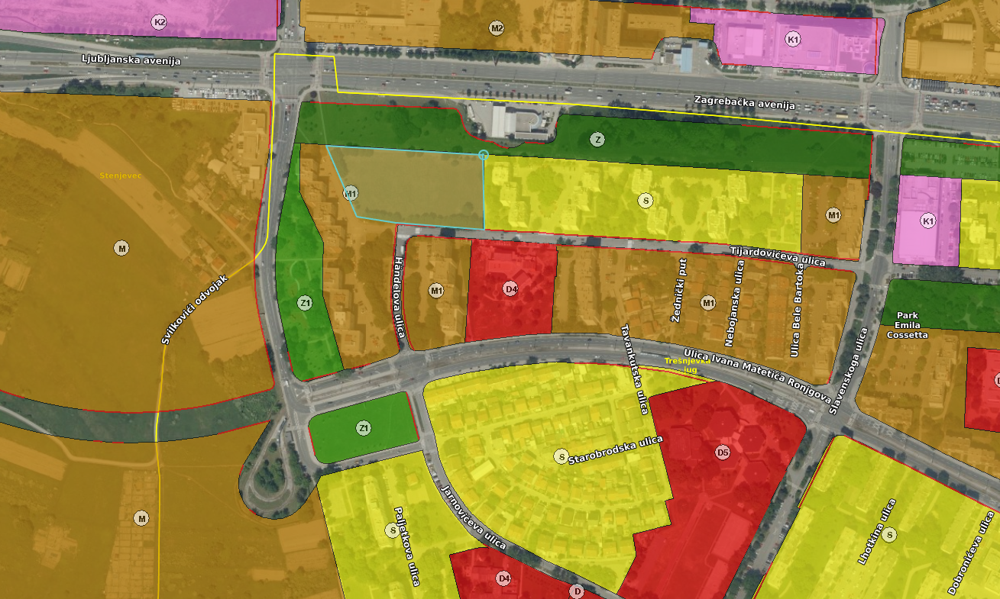 K2
M2
K1
Ljubljanska avenija
Zagrebačka avenija
Z
Stenjevec
M1
S
M1
K1
M
Tijardovićeva ulica
Händelova ulica
Svilkovići odvojak
Z1
M1
D4
Žednički put
M1
Nebojanska ulica
Ulica Bele Bartoka
Park
Emila
Cossetta
Tavankutska ulica
Trešnjevka
- jug
Ulica Ivana Matetića Ronjgova
Slavenskoga ulica
Z1
S
Starobrodska ulica
D5
M
S
Paljetkova ulica
Jarnovićeva ulica
D4
D
Lhotkina ulica
S
Dobronićeva ulica